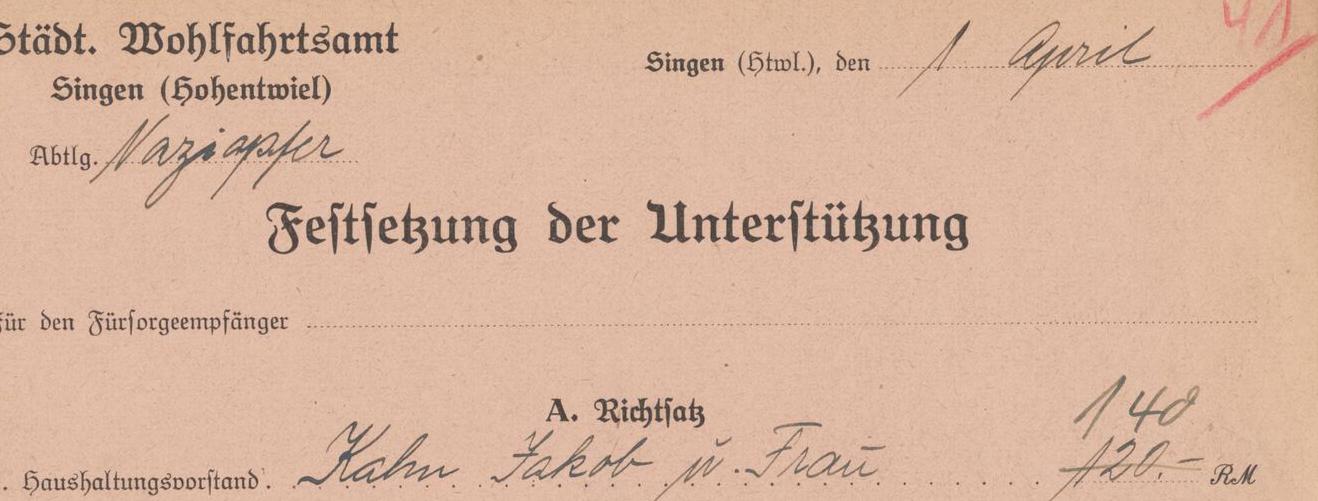 Städt. Wohlfahrtsamt
Singen (Hohentwiel)
Singen (Htwl.), den 1 April
41
Abtlg. Naziopfer
Festsetzung der Unterstützung
für den Fürsorgeempfänger
A. Richtsatz
140
Haushaltungsvorstand. Kahn Jakob u. Frau 120.- RM